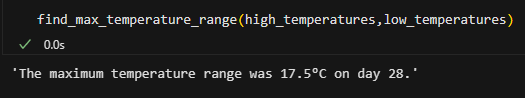 find_max_temperature_range(high_temperatures,low_temperatures)
0.0s
'The maximum temperature range was 17.5°C on day 28.'